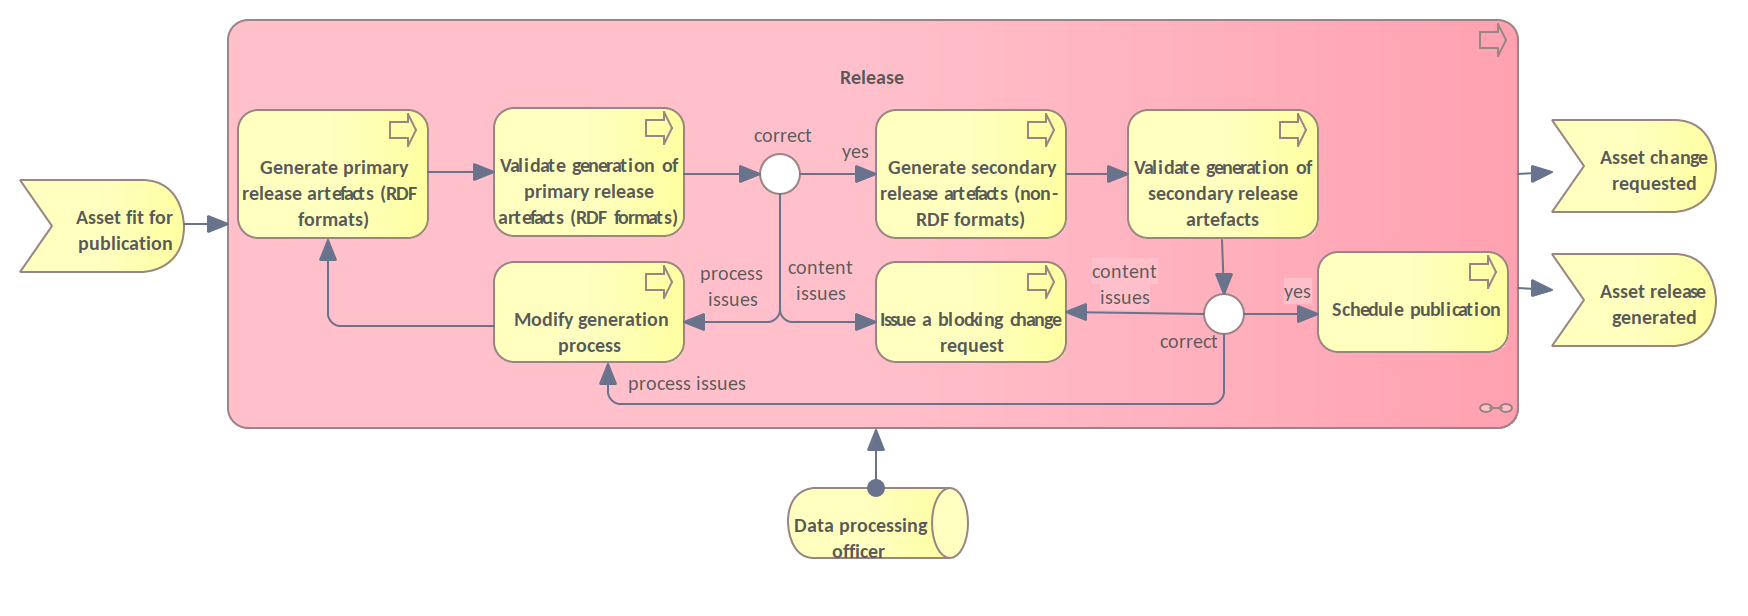 Release
Asset fit for
publication
Generate primary
release artefacts (RDF
formats)
Validate generation of
primary release
artefacts (RDF formats)
correct
yes
Generate secondary
release artefacts (non-
RDF formats)
Validate generation of
secondary release
artefacts
Asset change
requested
process
issues
content
issues
Modify generation
process
Issue a blocking change
request
content
issues
correct
yes
Schedule publication
Asset release
generated
process issues
Data processing
officer